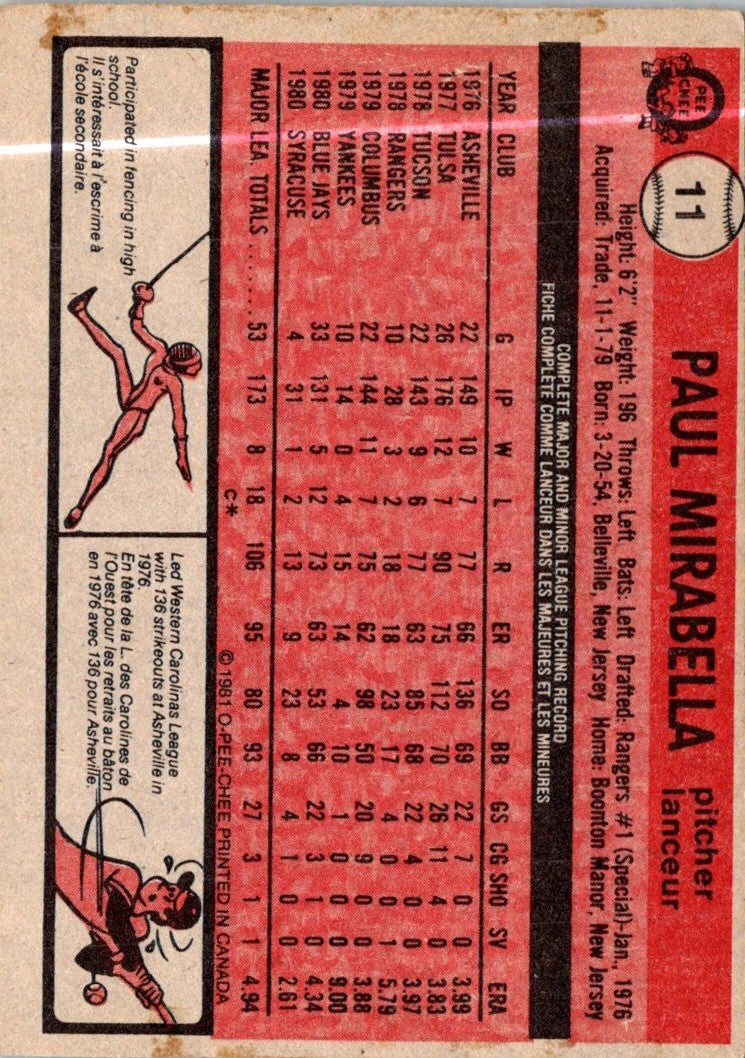 O PEE CHEE
11
PAUL MIRABELLA
pitcher
lanceur
Height: 6'2" Weight: 196 Throws: Left Bats: Left Drafted: Rangers #1 (Special)-Jan., 1976
Acquired: Trade, 11-1-79 Born: 3-20-54, Belleville, New Jersey Home: Boonton Manor, New Jersey
COMPLETE MAJOR AND MINOR LEAGUE PITCHING RECORD
FICHE COMPLETE COMME LANCEUR DANS LES MAJEURES ET LES MINEURES
YEAR CLUB G IP W L R ER SO BB GS CG SHO SV ERA
1976 ASHEVILLE 22 149 10 7 77 66 136 69 22 7 0 0 3.99
1977 TULSA 26 176 12 7 90 75 112 70 26 11 4 0 3.83
1978 TUCSON 22 143 9 6 77 63 85 68 22 4 0 0 3.97
1978 RANGERS 10 28 3 2 18 18 23 17 4 0 0 1 5.79
1979 COLUMBUS 22 144 11 7 75 62 98 50 20 9 0 0 3.88
1979 YANKEES 10 14 0 4 15 14 4 10 1 0 0 0 9.00
1980 BLUE JAYS 33 131 5 12 73 63 53 66 22 3 1 0 4.34
1980 SYRACUSE 4 31 1 2 13 9 23 8 4 1 0 0 2.61
MAJOR LEA. TOTALS ...... 53 173 8 18 106 95 80 93 27 3 1 1 4.94
C* © 1981 O-PEE-CHEE PRINTED IN CANADA
Participated in fencing in high
school.
Il s'intéressait à l'escrime à
l'école secondaire.
Led Western Carolinas League
with 136 strikeouts at Asheville in
1976.
En tête de la L. des Carolines de
l'Ouest pour les retraits au bâton
en 1976 avec 136 pour Asheville.